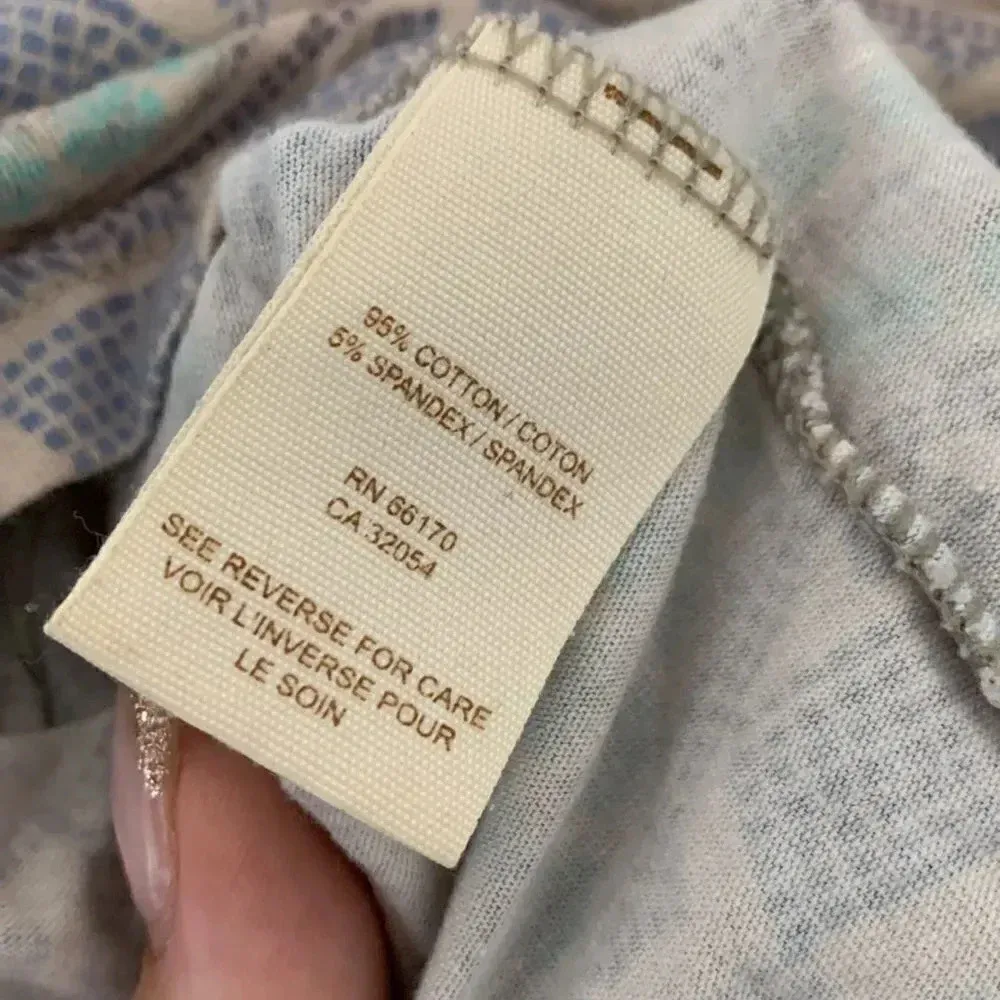 95% COTTON / COTON
5% SPANDEX / SPANDEX
RN 66170
CA 32054
SEE REVERSE FOR CARE
VOIR L'INVERSE POUR
LE SOIN